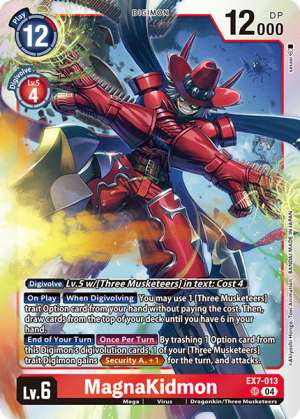 DIGIMON
Play
12
12000
DP
Digivolve
Lv.5
4
Digivolve Lv.5 w/[Three Musketeers] in text: Cost 4
On Play When Digivolving You may use 1 [Three Musketeers]
trait Option card from your hand without paying the cost. Then,
draw cards from the top of your deck until you have 6 in your
hand.
End of Your Turn Once Per Turn By trashing 1 Option card from
this Digimon's digivolution cards, 1 of your [Three Musketeers]
trait Digimon gains Security A. +1 for the turn, and attacks.
EX7-013
Lv.6
MagnaKidmon
SR 04
Mega Virus Dragonkin/Three Musketeers